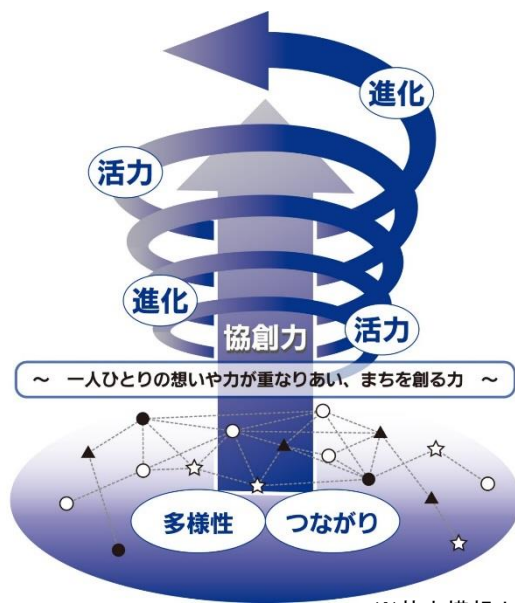 進化
活力
進化
活力
協創力
~ 一人ひとりの想いや力が重なりあい、まちを創る力 ~
多様性
つながり